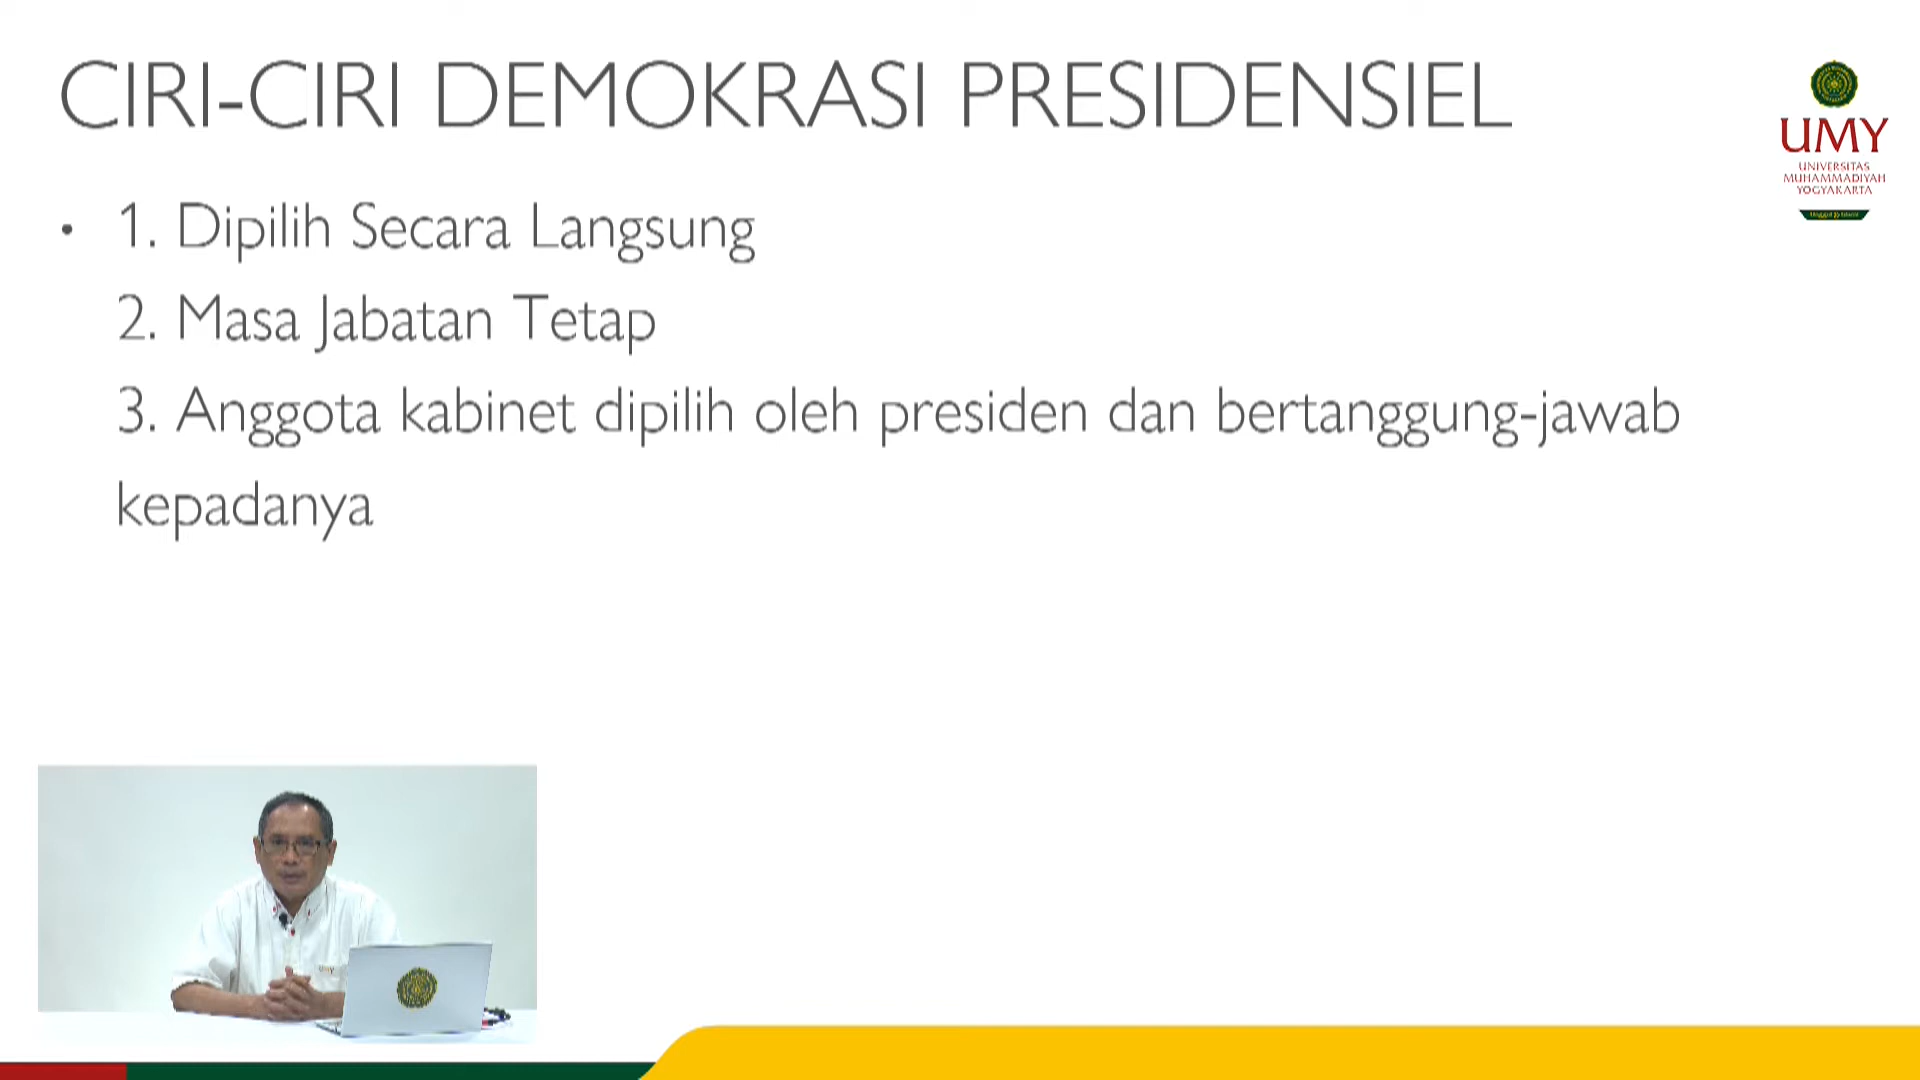 CIRI-CIRI DEMOKRASI PRESIDENSIEL
UMY
UNIVERSITAS
MUHAMMADIYAH
YOGYAKARTA
• 1. Dipilih Secara Langsung
2. Masa Jabatan Tetap
3. Anggota kabinet dipilih oleh presiden dan bertanggung-jawab
kepadanya